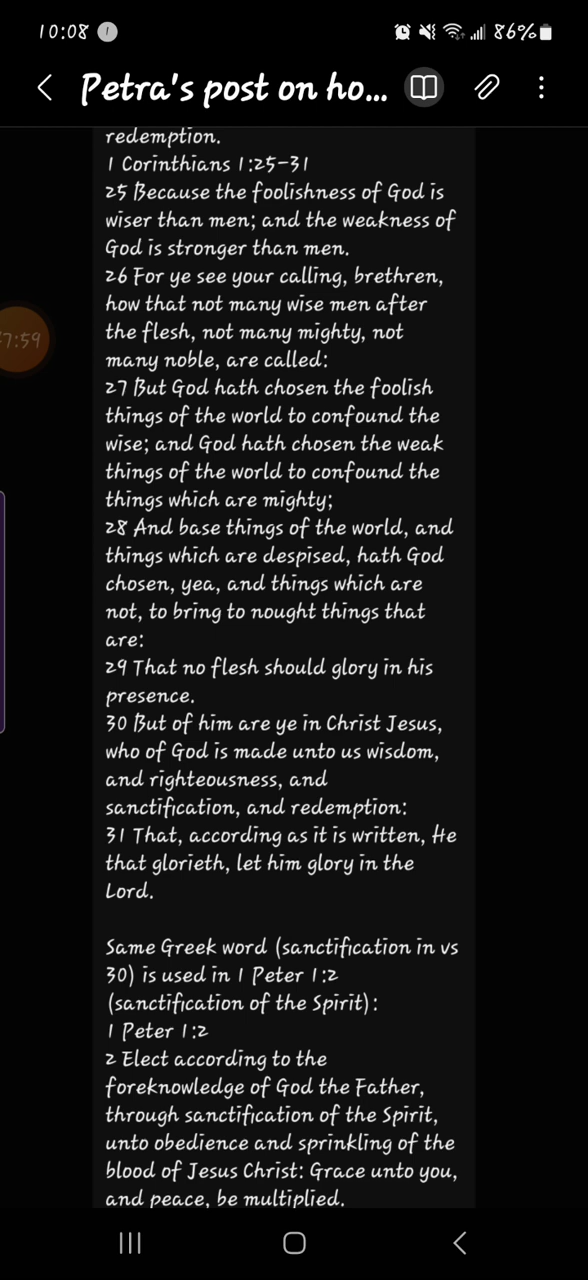 10:08
86%
Petra's post on ho...
redemption.
1 Corinthians 1:25-31
25 Because the foolishness of God is
wiser than men; and the weakness of
God is stronger than men.
26 For ye see your calling, brethren,
how that not many wise men after
the flesh, not many mighty, not
many noble, are called:
27 But God hath chosen the foolish
things of the world to confound the
wise; and God hath chosen the weak
things of the world to confound the
things which are mighty;
28 And base things of the world, and
things which are despised, hath God
chosen, yea, and things which are
not, to bring to nought things that
are:
29 That no flesh should glory in his
presence.
30 But of him are ye in Christ Jesus,
who of God is made unto us wisdom,
and righteousness, and
sanctification, and redemption:
31 That, according as it is written, He
that glorieth, let him glory in the
Lord.
Same Greek word (sanctification in vs
30) is used in 1 Peter 1:2
(sanctification of the Spirit):
1 Peter 1:2
2 Elect according to the
foreknowledge of God the Father,
through sanctification of the Spirit,
unto obedience and sprinkling of the
blood of Jesus Christ: Grace unto you,
and peace, be multiplied.